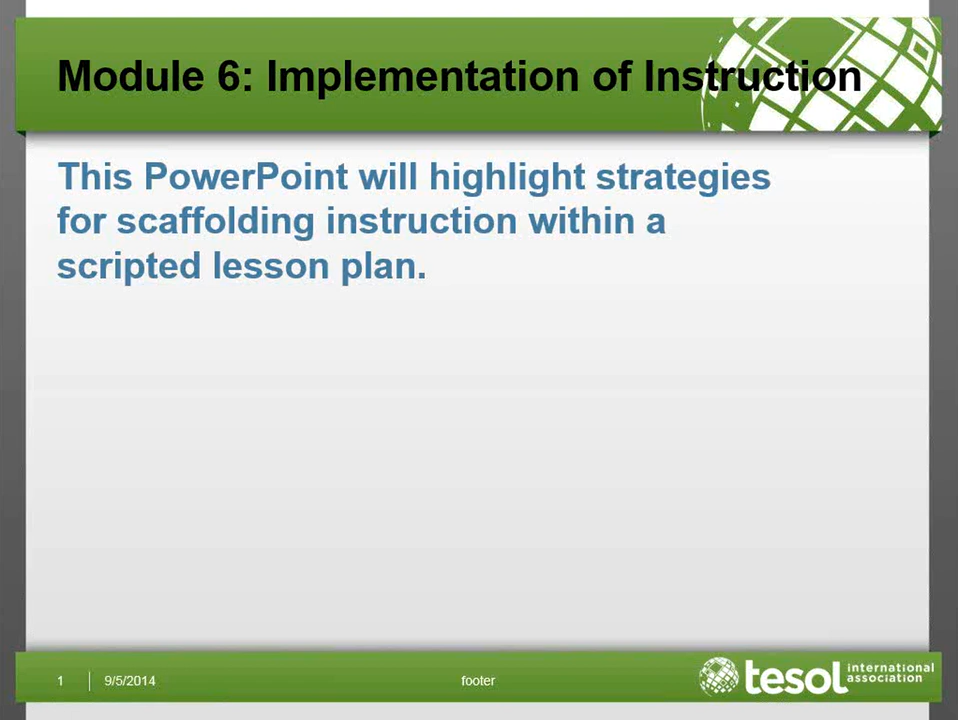 Module 6: Implementation of Instruction
This PowerPoint will highlight strategies
for scaffolding instruction within a
scripted lesson plan.
1 9/5/2014 footer tesol international
association